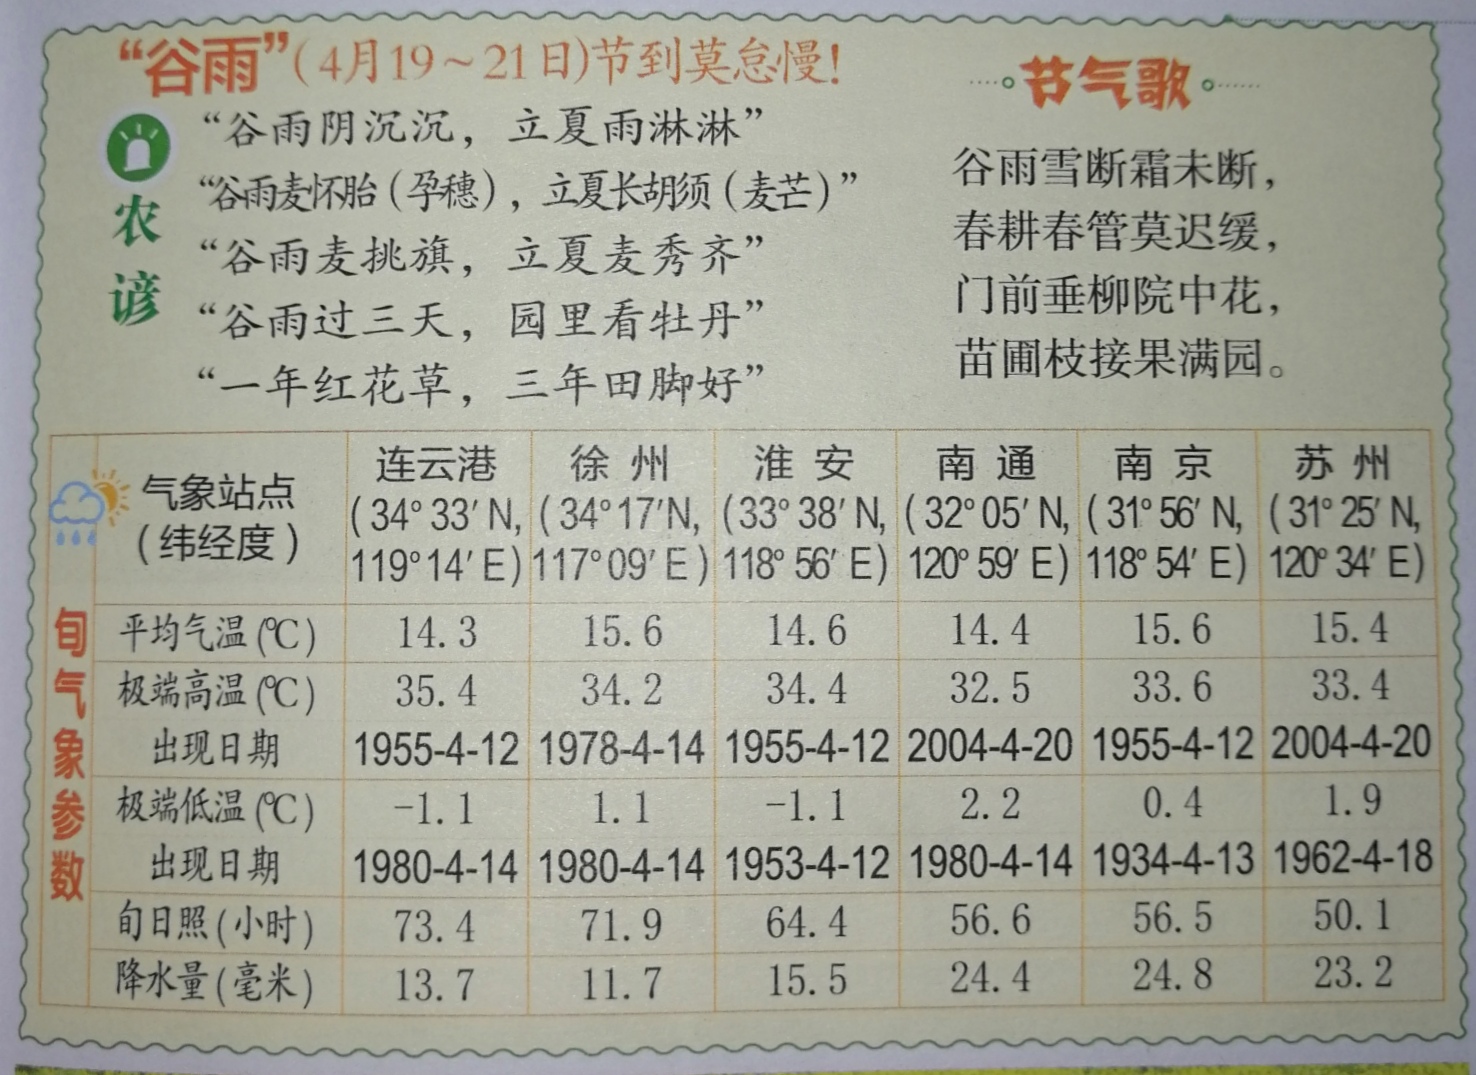 “谷雨”(4月19～21日)节到莫怠慢!
农谚
“谷雨阴沉沉，立夏雨淋淋”
“谷雨麦怀胎(孕穗)，立夏长胡须(麦芒)”
“谷雨麦挑旗，立夏麦秀齐”
“谷雨过三天，园里看牡丹”
“一年红花草，三年田脚好”
节气歌
谷雨雪断霜未断，
春耕春管莫迟缓，
门前垂柳院中花，
苗圃枝接果满园。
旬气象参数
气象站点 连云港 徐州 淮安 南通 南京 苏州
(纬经度) (34°33′N, 119°14′E) (34°17′N, 117°09′E) (33°38′N, 118°56′E) (32°05′N, 120°59′E) (31°56′N, 118°54′E) (31°25′N, 120°34′E)
平均气温(℃) 14.3 15.6 14.6 14.4 15.6 15.4
极端高温(℃) 35.4 34.2 34.4 32.5 33.6 33.4
出现日期 1955-4-12 1978-4-14 1955-4-12 2004-4-20 1955-4-12 2004-4-20
极端低温(℃) -1.1 1.1 -1.1 2.2 0.4 1.9
出现日期 1980-4-14 1980-4-14 1953-4-12 1980-4-14 1934-4-13 1962-4-18
旬日照(小时) 73.4 71.9 64.4 56.6 56.5 50.1
降水量(毫米) 13.7 11.7 15.5 24.4 24.8 23.2